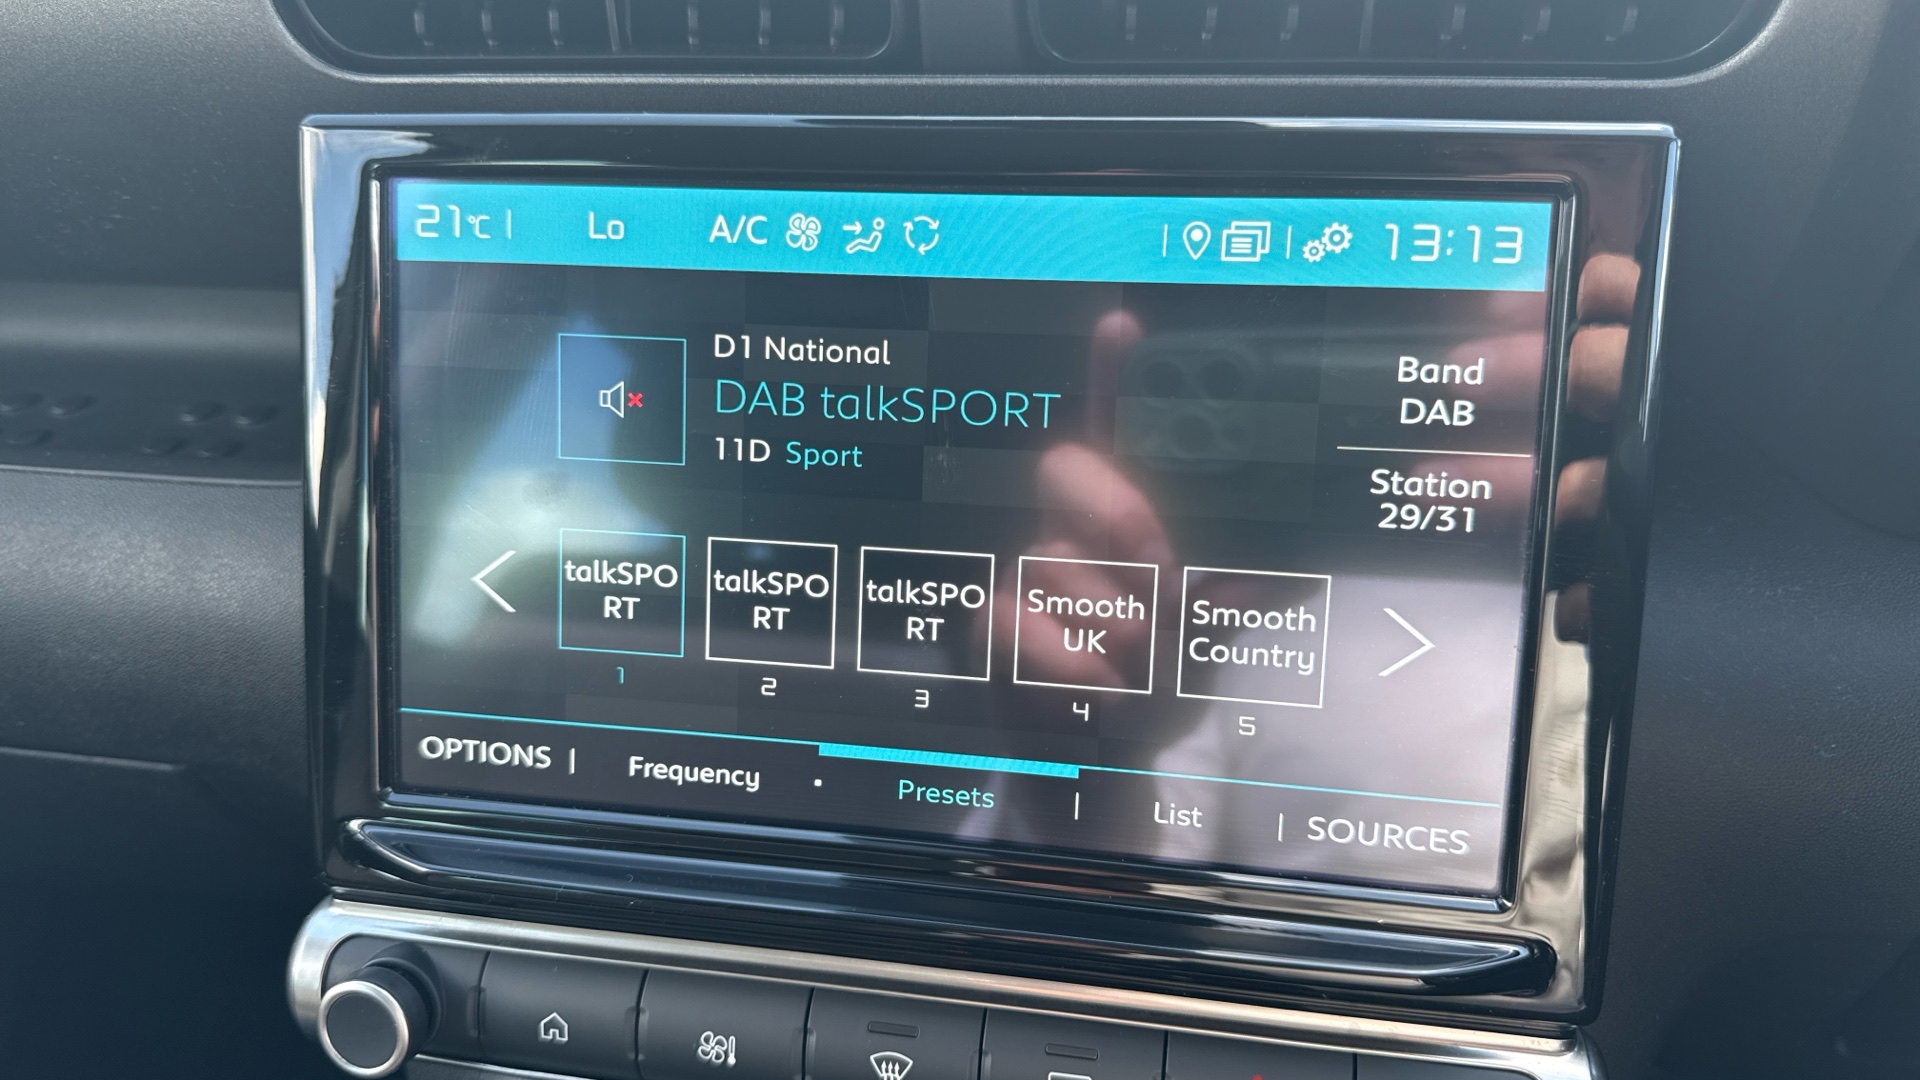 21°C | Lo A/C | | 13:13
D1 National
DAB talkSPORT
11D Sport
Band
DAB
Station
29/31
talkSPO
RT
1
talkSPO
RT
2
talkSPO
RT
3
Smooth
UK
4
Smooth
Country
5
OPTIONS | Frequency · Presets | List | SOURCES